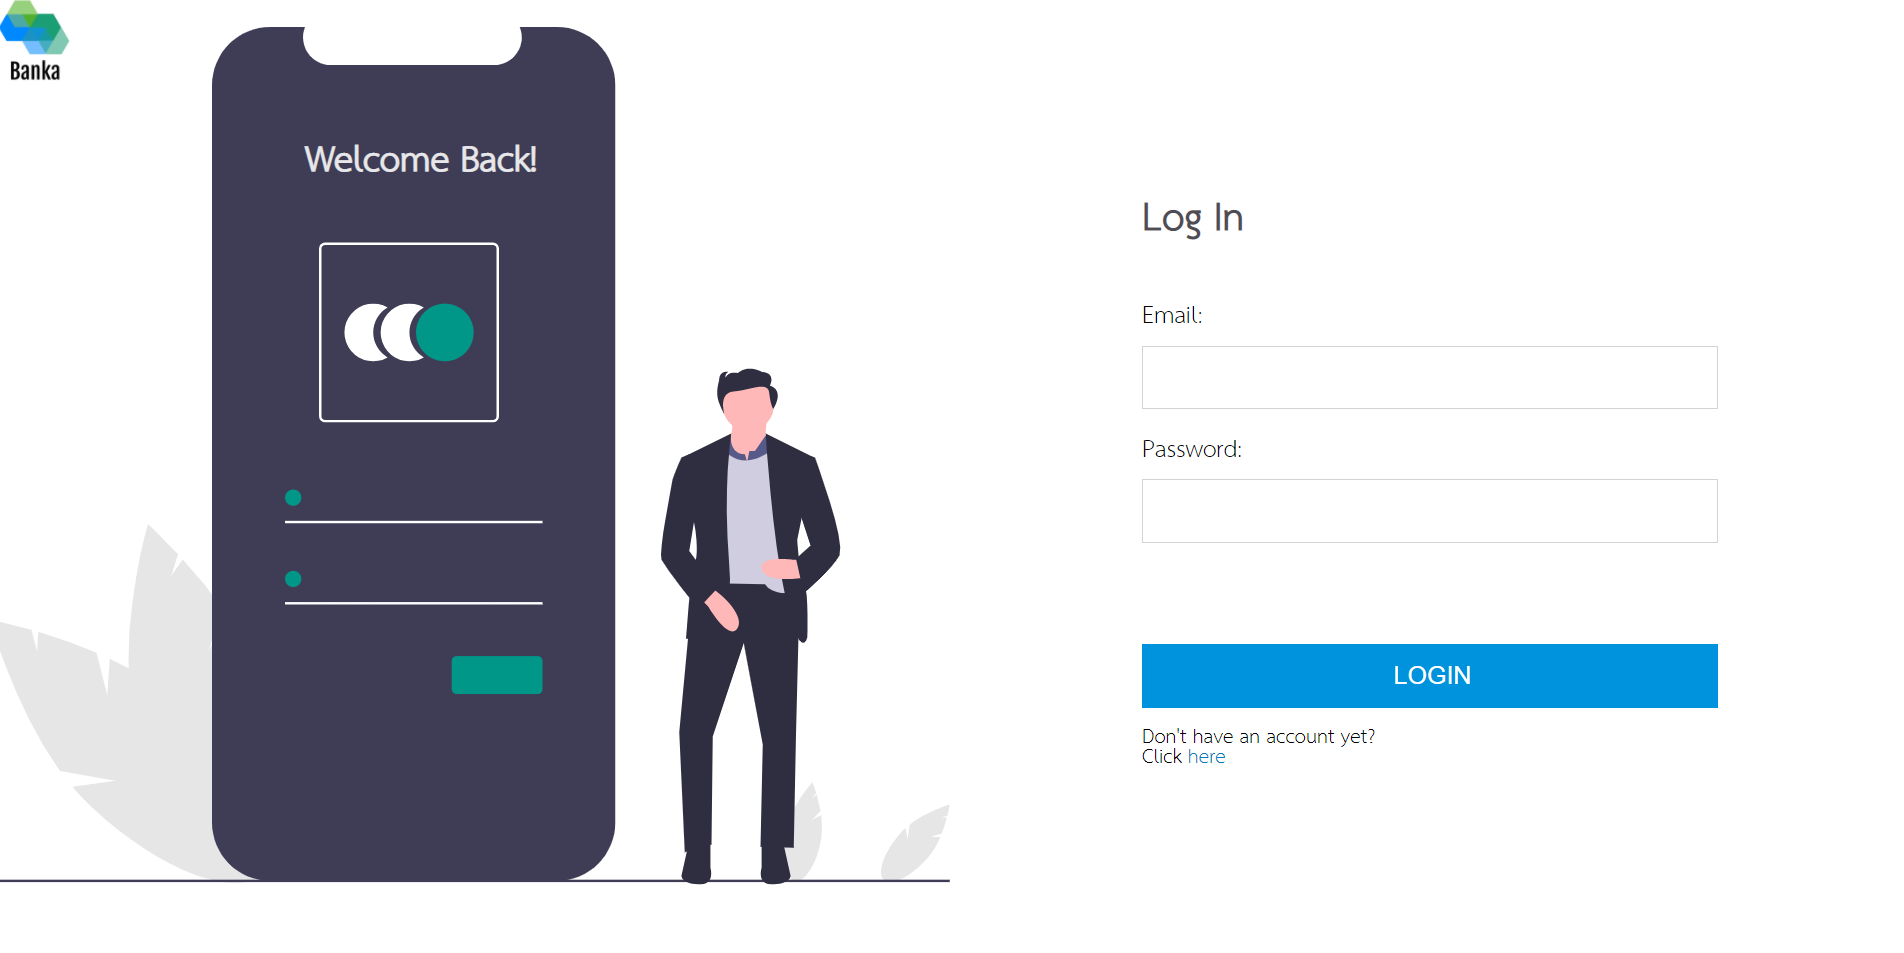 Banka
Welcome Back!
Log In
Email:
Password:
LOGIN
Don't have an account yet?
Click here